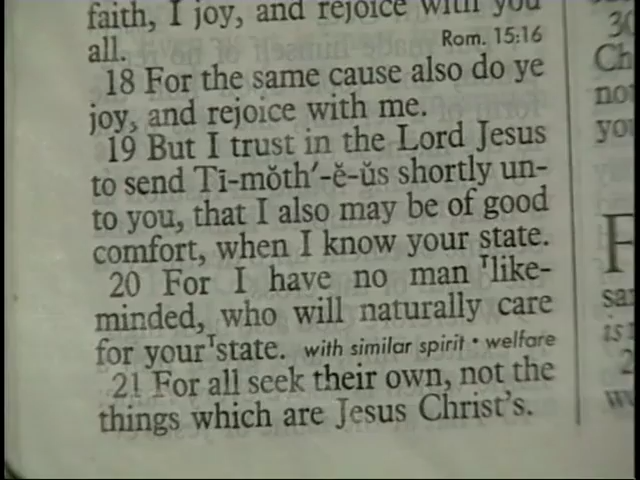 faith, I joy, and rejoice with you
all. Rom. 15:16
18 For the same cause also do ye
joy, and rejoice with me.
19 But I trust in the Lord Jesus
to send Tī-mŏth′-ĕ-ŭs shortly un-
to you, that I also may be of good
comfort, when I know your state.
20 For I have no man ᵀlike-
minded, who will naturally care
for your ᵀstate. with similar spirit • welfare
21 For all seek their own, not the
things which are Jesus Christ's.